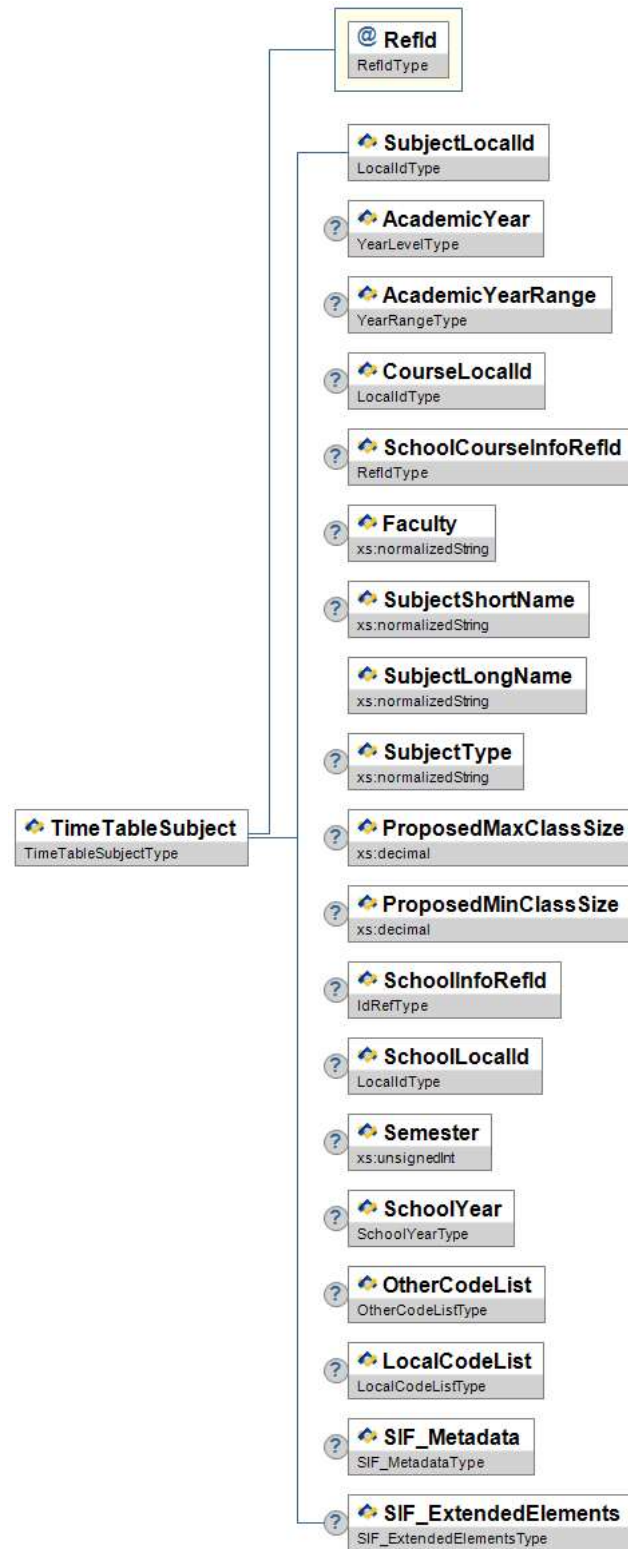 @ RefId
RefIdType
SubjectLocalId
LocalIdType
? AcademicYear
YearLevelType
? AcademicYearRange
YearRangeType
? CourseLocalId
LocalIdType
? SchoolCourseInfoRefId
RefIdType
? Faculty
xs:normalizedString
? SubjectShortName
xs:normalizedString
SubjectLongName
xs:normalizedString
? SubjectType
xs:normalizedString
TimeTableSubject
TimeTableSubjectType
? ProposedMaxClassSize
xs:decimal
? ProposedMinClassSize
xs:decimal
? SchoolInfoRefId
IdRefType
? SchoolLocalId
LocalIdType
? Semester
xs:unsignedInt
? SchoolYear
SchoolYearType
? OtherCodeList
OtherCodeListType
? LocalCodeList
LocalCodeListType
? SIF_Metadata
SIF_MetadataType
? SIF_ExtendedElements
SIF_ExtendedElementsType